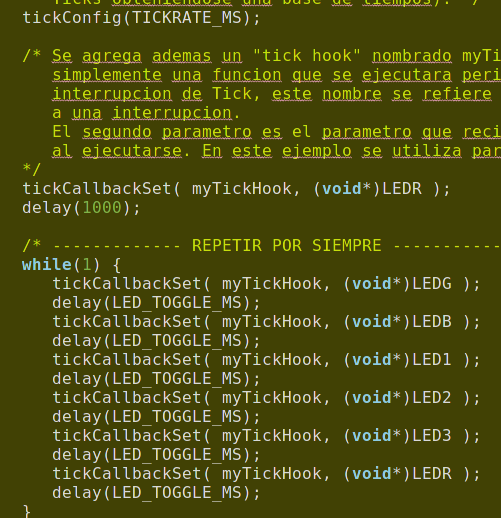 Ticks obteniendose una base de tiempos). */
tickConfig(TICKRATE_MS);
/* Se agrega ademas un "tick hook" nombrado myTi
simplemente una funcion que se ejecutara peri
interrupcion de Tick, este nombre se refiere
a una interrupcion.
El segundo parametro es el parametro que reci
al ejecutarse. En este ejemplo se utiliza par
*/
tickCallbackSet( myTickHook, (void*)LEDR );
delay(1000);
/* ------------- REPETIR POR SIEMPRE -----------
while(1) {
tickCallbackSet( myTickHook, (void*)LEDG );
delay(LED_TOGGLE_MS);
tickCallbackSet( myTickHook, (void*)LEDB );
delay(LED_TOGGLE_MS);
tickCallbackSet( myTickHook, (void*)LED1 );
delay(LED_TOGGLE_MS);
tickCallbackSet( myTickHook, (void*)LED2 );
delay(LED_TOGGLE_MS);
tickCallbackSet( myTickHook, (void*)LED3 );
delay(LED_TOGGLE_MS);
tickCallbackSet( myTickHook, (void*)LEDR );
delay(LED_TOGGLE_MS);
}